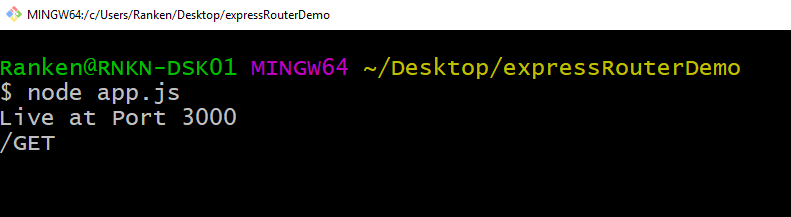 MINGW64:/c/Users/Ranken/Desktop/expressRouterDemo
Ranken@RNKN-DSK01 MINGW64 ~/Desktop/expressRouterDemo
$ node app.js
Live at Port 3000
/GET